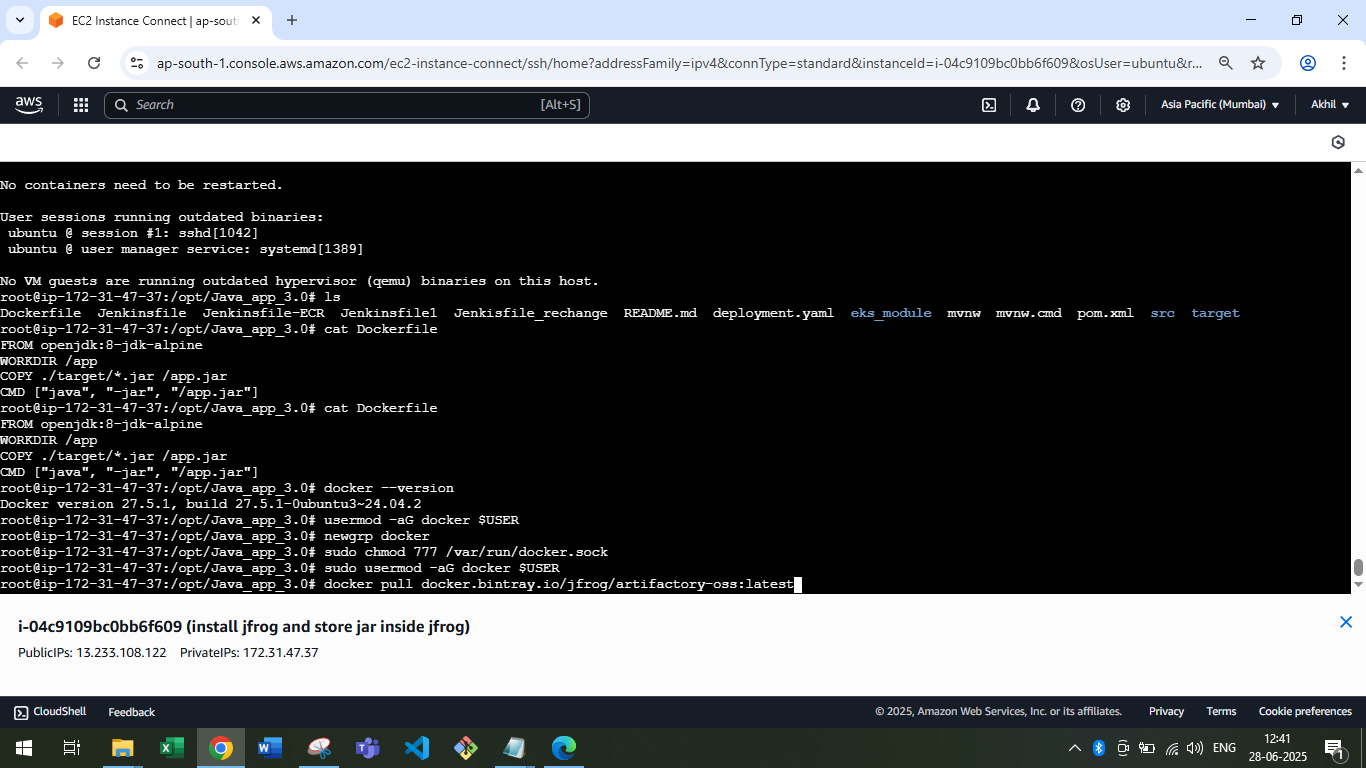 EC2 Instance Connect | ap-sout
ap-south-1.console.aws.amazon.com/ec2-instance-connect/ssh/home?addressFamily=ipv4&connType=standard&instanceId=i-04c9109bc0bb6f609&osUser=ubuntu&r...
aws Search [Alt+S] Asia Pacific (Mumbai) Akhil
No containers need to be restarted.
User sessions running outdated binaries:
ubuntu @ session #1: sshd[1042]
ubuntu @ user manager service: systemd[1389]
No VM guests are running outdated hypervisor (qemu) binaries on this host.
root@ip-172-31-47-37:/opt/Java_app_3.0# ls
Dockerfile Jenkinsfile Jenkinsfile-ECR Jenkinsfile1 Jenkisfile_rechange README.md deployment.yaml eks_module mvnw mvnw.cmd pom.xml src target
root@ip-172-31-47-37:/opt/Java_app_3.0# cat Dockerfile
FROM openjdk:8-jdk-alpine
WORKDIR /app
COPY ./target/*.jar /app.jar
CMD ["java", "-jar", "/app.jar"]
root@ip-172-31-47-37:/opt/Java_app_3.0# cat Dockerfile
FROM openjdk:8-jdk-alpine
WORKDIR /app
COPY ./target/*.jar /app.jar
CMD ["java", "-jar", "/app.jar"]
root@ip-172-31-47-37:/opt/Java_app_3.0# docker --version
Docker version 27.5.1, build 27.5.1-0ubuntu3~24.04.2
root@ip-172-31-47-37:/opt/Java_app_3.0# usermod -aG docker $USER
root@ip-172-31-47-37:/opt/Java_app_3.0# newgrp docker
root@ip-172-31-47-37:/opt/Java_app_3.0# sudo chmod 777 /var/run/docker.sock
root@ip-172-31-47-37:/opt/Java_app_3.0# sudo usermod -aG docker $USER
root@ip-172-31-47-37:/opt/Java_app_3.0# docker pull docker.bintray.io/jfrog/artifactory-oss:latest
i-04c9109bc0bb6f609 (install jfrog and store jar inside jfrog)
PublicIPs: 13.233.108.122 PrivateIPs: 172.31.47.37
CloudShell Feedback © 2025, Amazon Web Services, Inc. or its affiliates. Privacy Terms Cookie preferences
ENG 12:41
28-06-2025 1